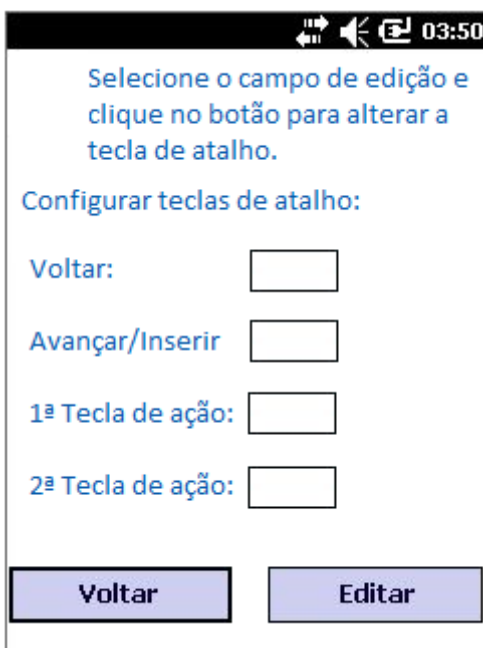 03:50
Selecione o campo de edição e
clique no botão para alterar a
tecla de atalho.
Configurar teclas de atalho:
Voltar:
Avançar/Inserir
1ª Tecla de ação:
2ª Tecla de ação:
Voltar
Editar